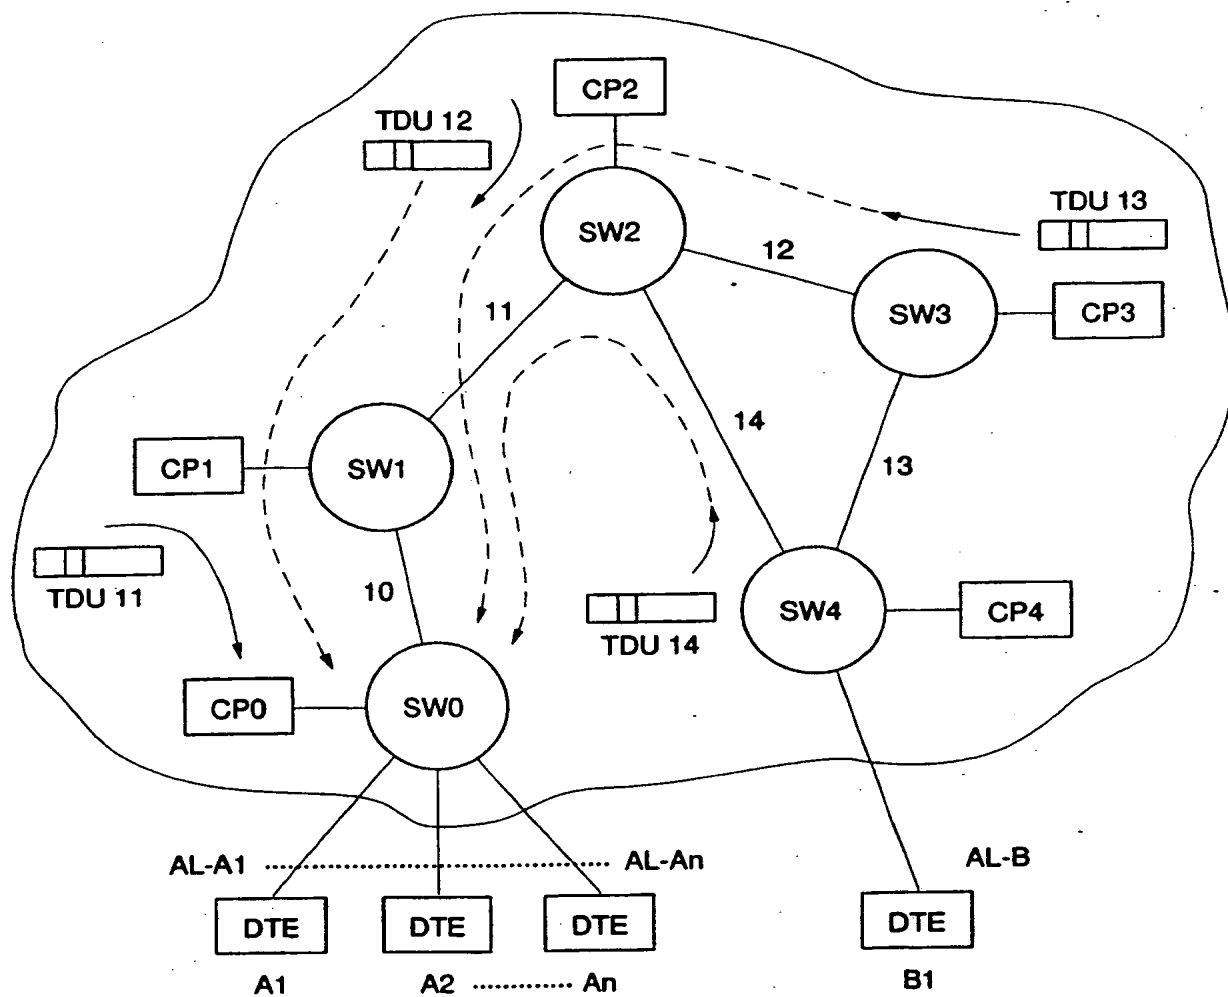 CP2
TDU 12
TDU 13
SW2
12
11
SW3
CP3
14
CP1
SW1
13
10
TDU 11
SW4
CP4
TDU 14
CP0
SW0
AL-A1
AL-An
AL-B
DTE
DTE
DTE
DTE
A1
A2
An
B1